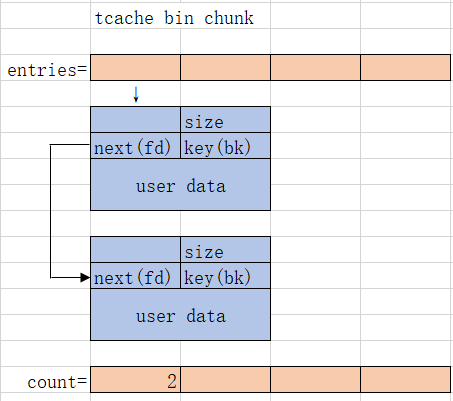 tcache bin chunk
entries=
size
next(fd) key(bk)
user data
size
next(fd) key(bk)
user data
count= 2